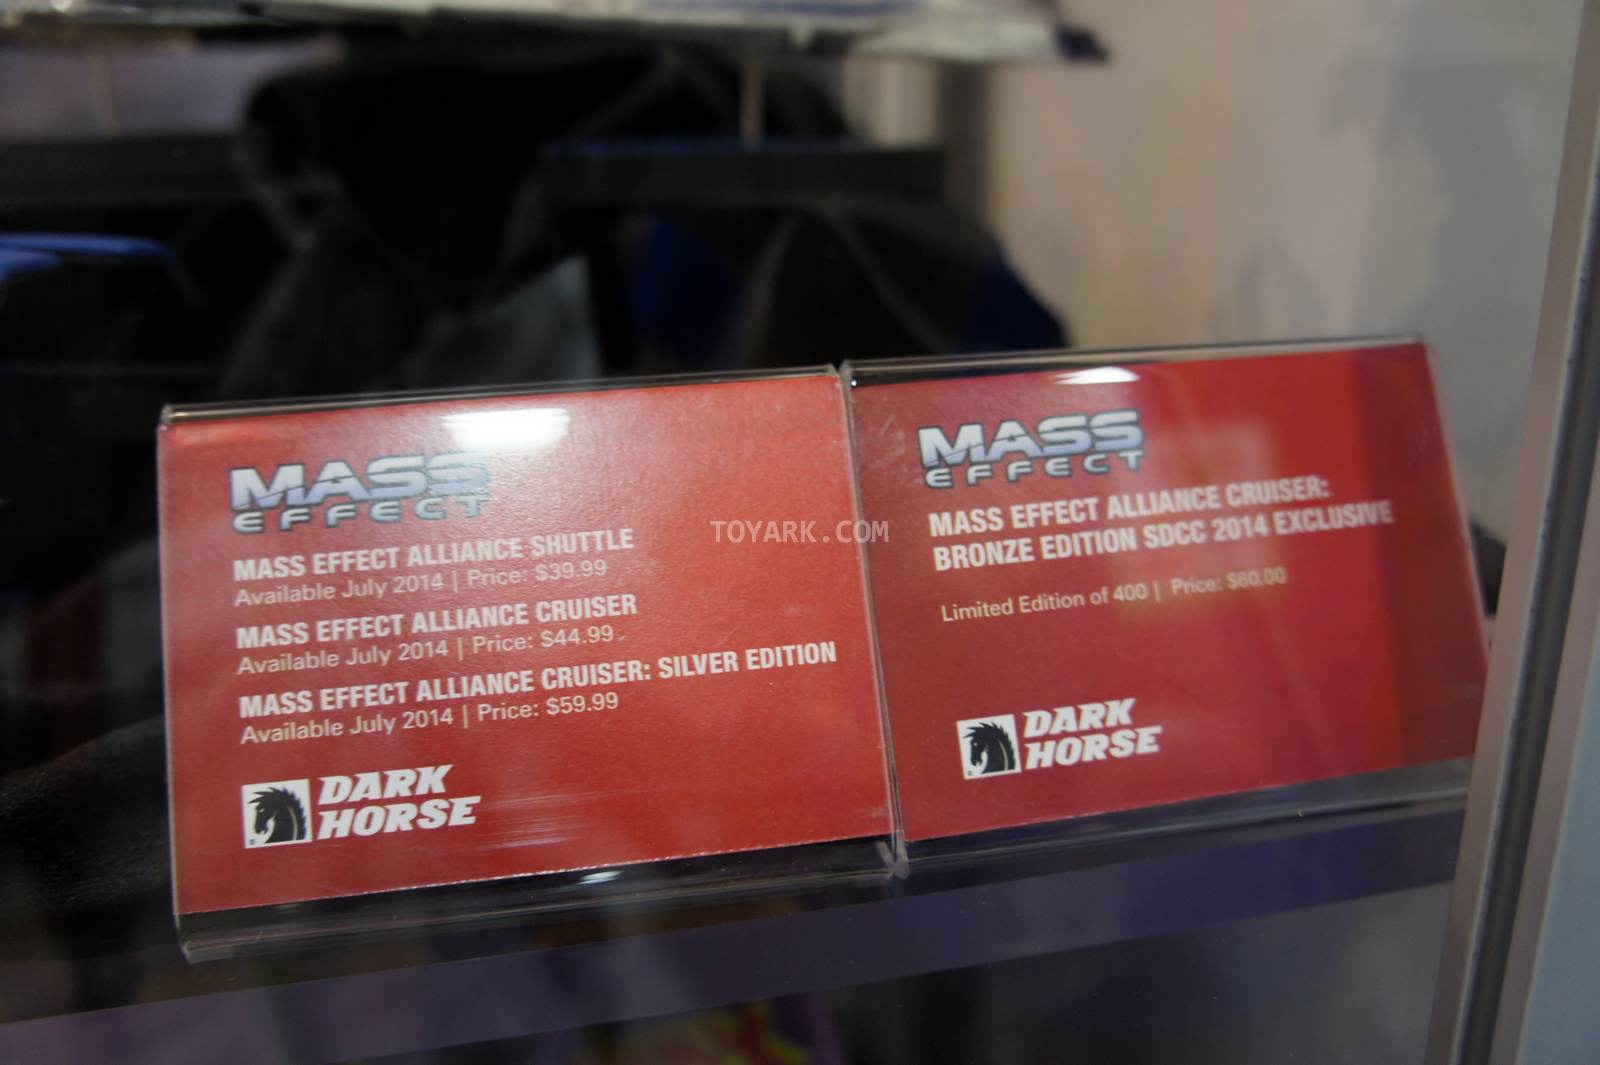 MASS
EFFECT
MASS EFFECT ALLIANCE SHUTTLE
Available July 2014 | Price: $39.99
MASS EFFECT ALLIANCE CRUISER
Available July 2014 | Price: $44.99
MASS EFFECT ALLIANCE CRUISER: SILVER EDITION
Available July 2014 | Price: $59.99
DARK
HORSE
MASS
EFFECT
MASS EFFECT ALLIANCE CRUISER:
BRONZE EDITION SDCC 2014 EXCLUSIVE
Limited Edition of 400 | Price: $60.00
DARK
HORSE
TOYARK.COM